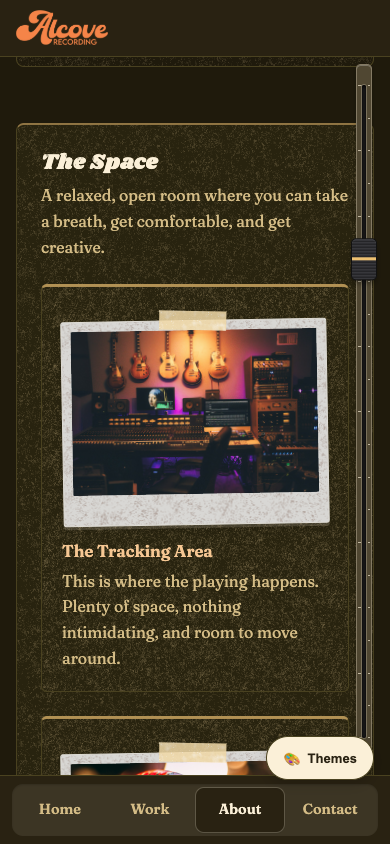 Alcove
RECORDING
The Space
A relaxed, open room where you can take
a breath, get comfortable, and get
creative.
The Tracking Area
This is where the playing happens.
Plenty of space, nothing
intimidating, and room to move
around.
Themes
Home
Work
About
Contact